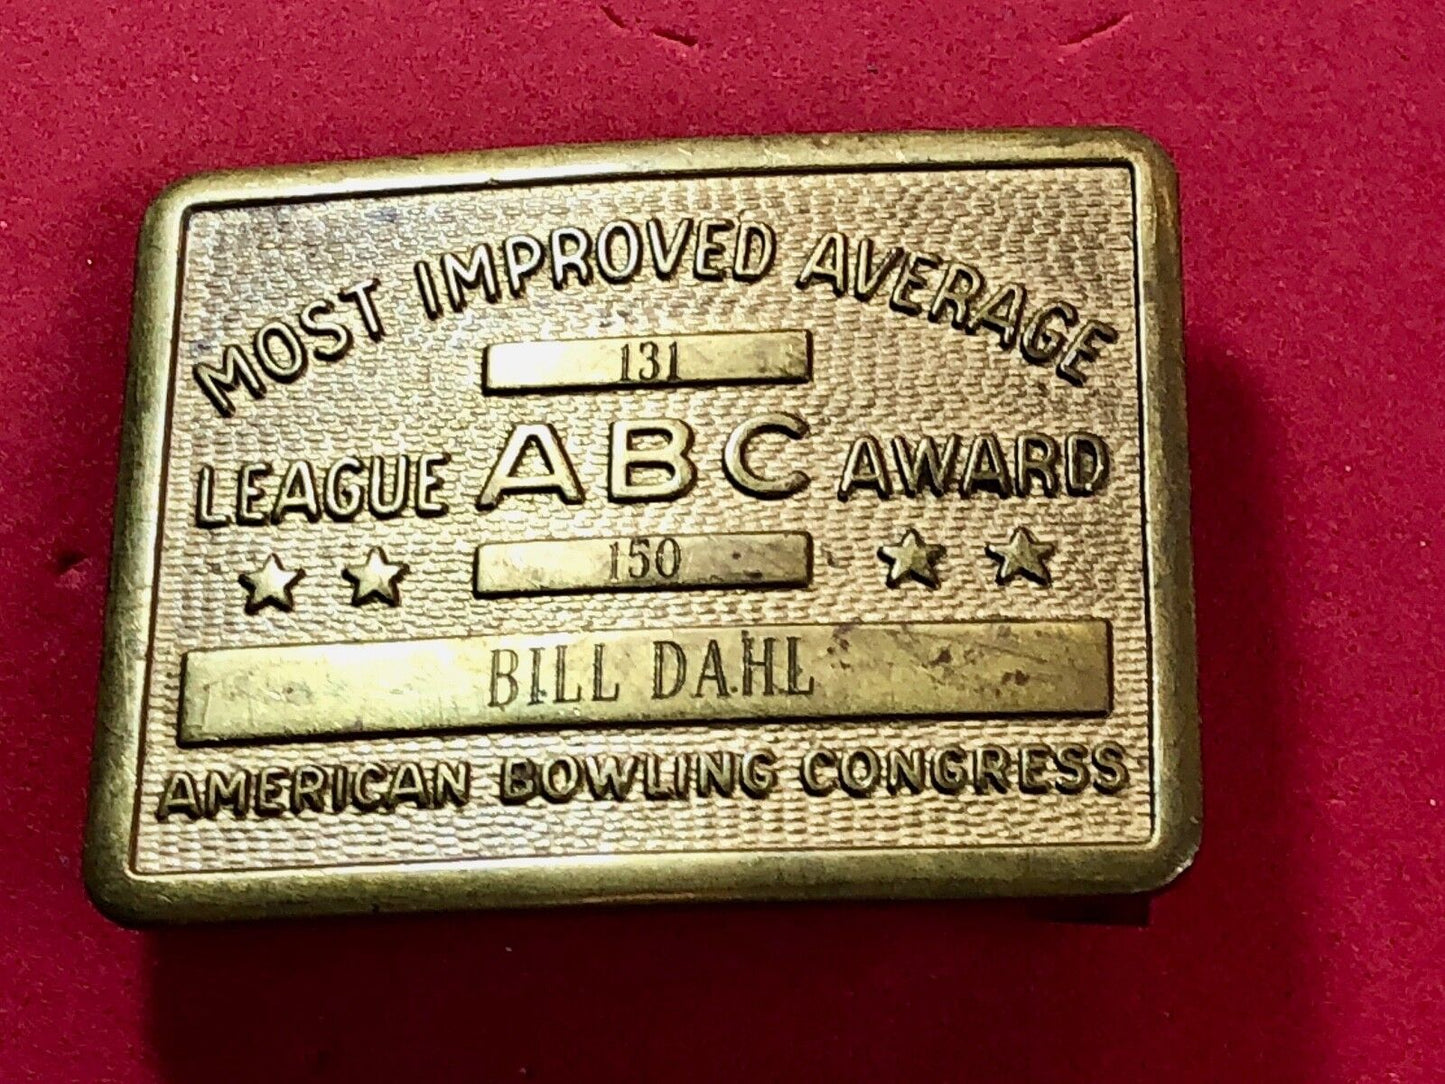 MOST IMPROVED AVERAGE
131
LEAGUE ABC AWARD
150
BILL DAHL
AMERICAN BOWLING CONGRESS